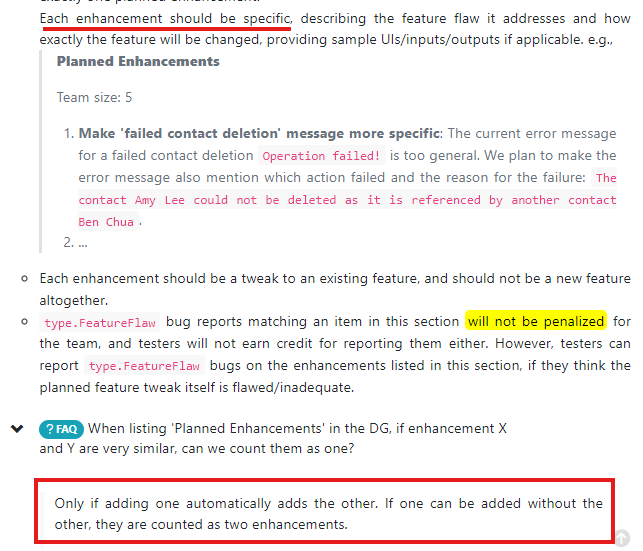 Each enhancement should be specific, describing the feature flaw it addresses and how
exactly the feature will be changed, providing sample UIs/inputs/outputs if applicable. e.g.,
Planned Enhancements
Team size: 5
1. Make 'failed contact deletion' message more specific: The current error message
for a failed contact deletion Operation failed! is too general. We plan to make the
error message also mention which action failed and the reason for the failure: The
contact Amy Lee could not be deleted as it is referenced by another contact
Ben Chua .
2. ...
Each enhancement should be a tweak to an existing feature, and should not be a new feature
altogether.
type.FeatureFlaw bug reports matching an item in this section will not be penalized for
the team, and testers will not earn credit for reporting them either. However, testers can
report type.FeatureFlaw bugs on the enhancements listed in this section, if they think the
planned feature tweak itself is flawed/inadequate.
? FAQ When listing 'Planned Enhancements' in the DG, if enhancement X
and Y are very similar, can we count them as one?
Only if adding one automatically adds the other. If one can be added without the
other, they are counted as two enhancements.